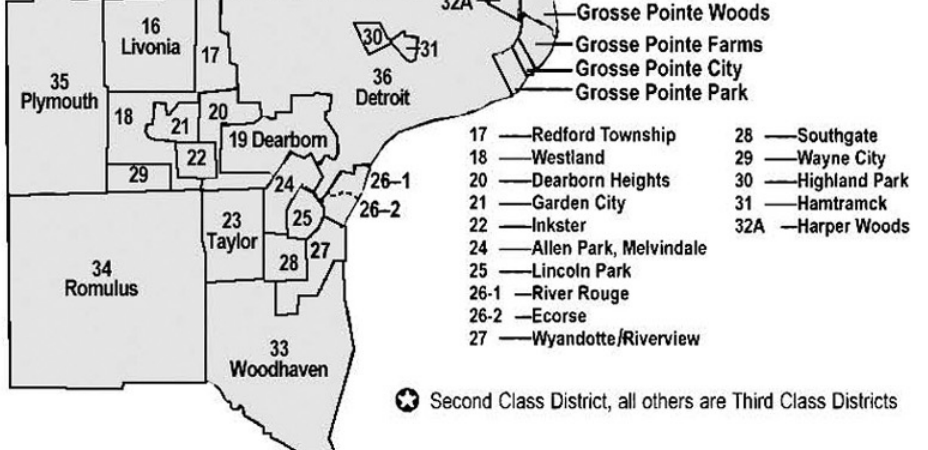 32A
Grosse Pointe Woods
Grosse Pointe Farms
Grosse Pointe City
Grosse Pointe Park
16
Livonia
17
30
31
35
Plymouth
36
Detroit
18
21
20
19 Dearborn
22
29
24
26-1
26-2
25
23
Taylor
27
28
34
Romulus
33
Woodhaven
17 Redford Township
18 Westland
20 Dearborn Heights
21 Garden City
22 Inkster
24 Allen Park, Melvindale
25 Lincoln Park
26-1 River Rouge
26-2 Ecorse
27 Wyandotte/Riverview
28 Southgate
29 Wayne City
30 Highland Park
31 Hamtramck
32A Harper Woods
Second Class District, all others are Third Class Districts